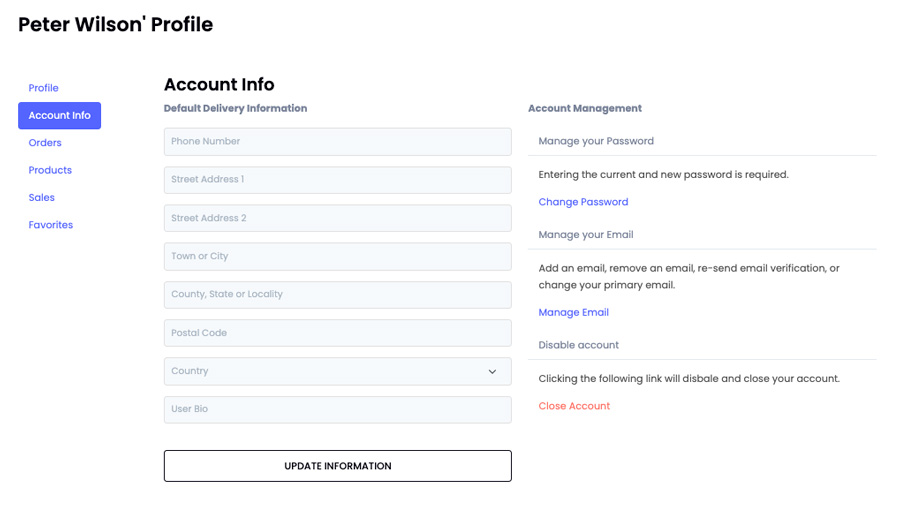 Peter Wilson' Profile
Profile
Account Info
Orders
Products
Sales
Favorites
Account Info
Default Delivery Information
Phone Number
Street Address 1
Street Address 2
Town or City
County, State or Locality
Postal Code
Country
User Bio
UPDATE INFORMATION
Account Management
Manage your Password
Entering the current and new password is required.
Change Password
Manage your Email
Add an email, remove an email, re-send email verification, or
change your primary email.
Manage Email
Disable account
Clicking the following link will disbale and close your account.
Close Account